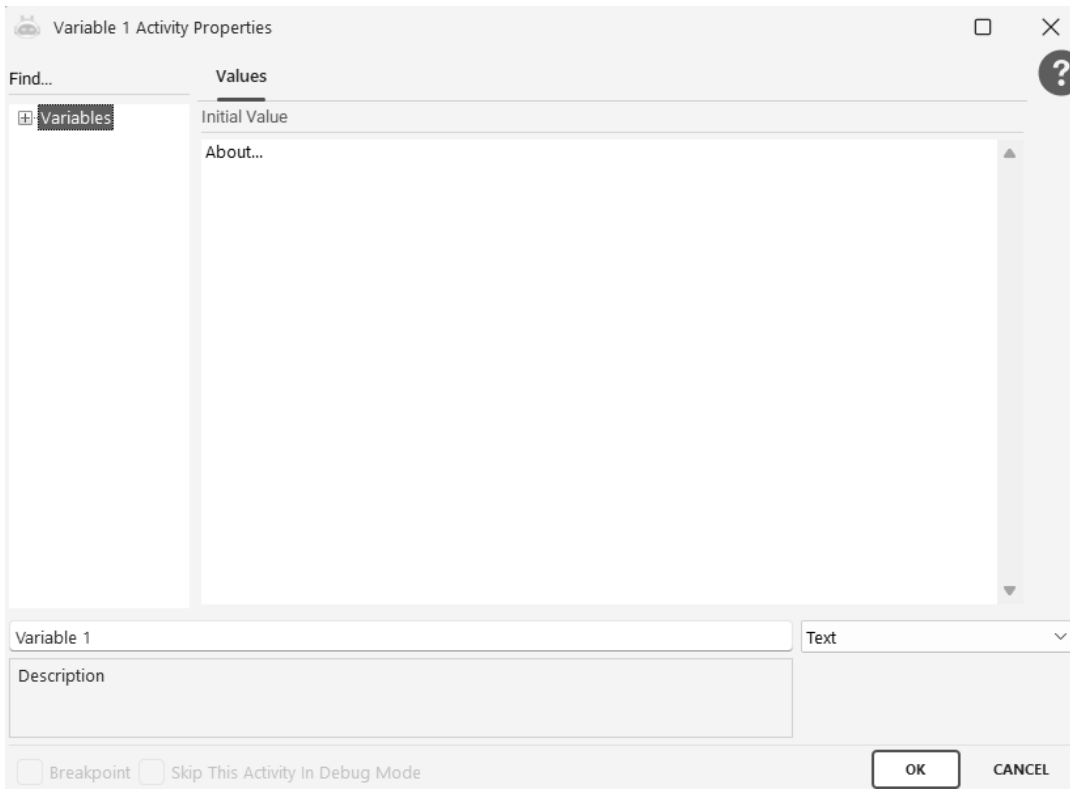 Variable 1 Activity Properties
Find...
Values
Variables
Initial Value
About...
Variable 1
Text
Description
Breakpoint
Skip This Activity In Debug Mode
OK
CANCEL